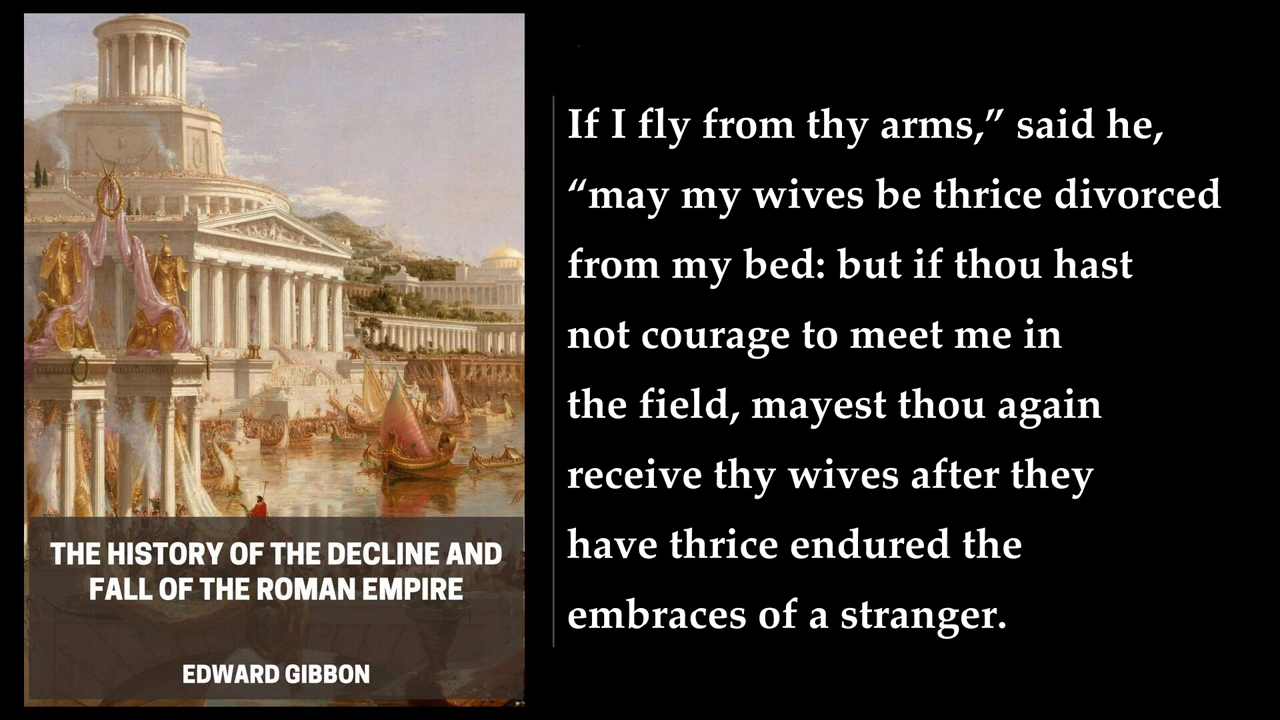 THE HISTORY OF THE DECLINE AND
FALL OF THE ROMAN EMPIRE
EDWARD GIBBON
If I fly from thy arms,” said he,
“may my wives be thrice divorced
from my bed: but if thou hast
not courage to meet me in
the field, mayest thou again
receive thy wives after they
have thrice endured the
embraces of a stranger.